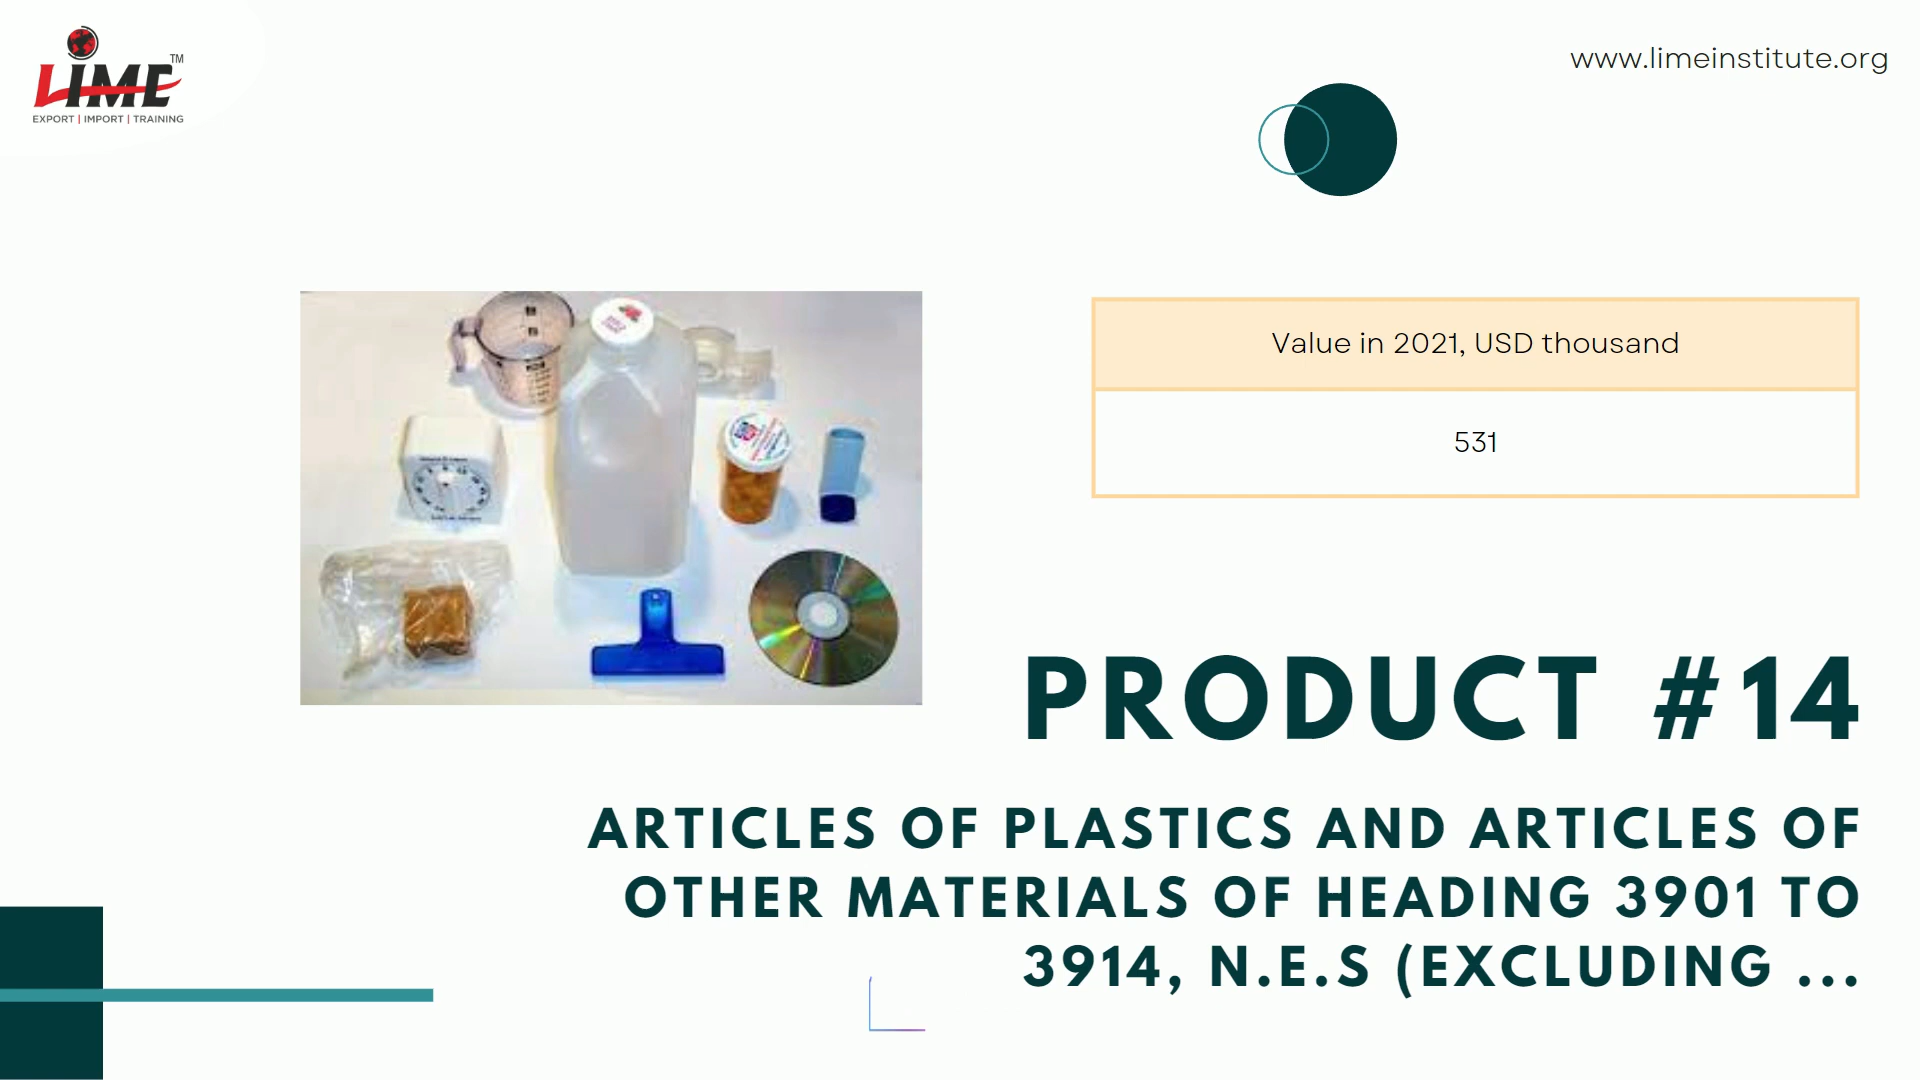 LIME TM
EXPORT | IMPORT | TRAINING
www.limeinstitute.org
Value in 2021, USD thousand
531
PRODUCT #14
ARTICLES OF PLASTICS AND ARTICLES OF
OTHER MATERIALS OF HEADING 3901 TO
3914, N.E.S (EXCLUDING ...